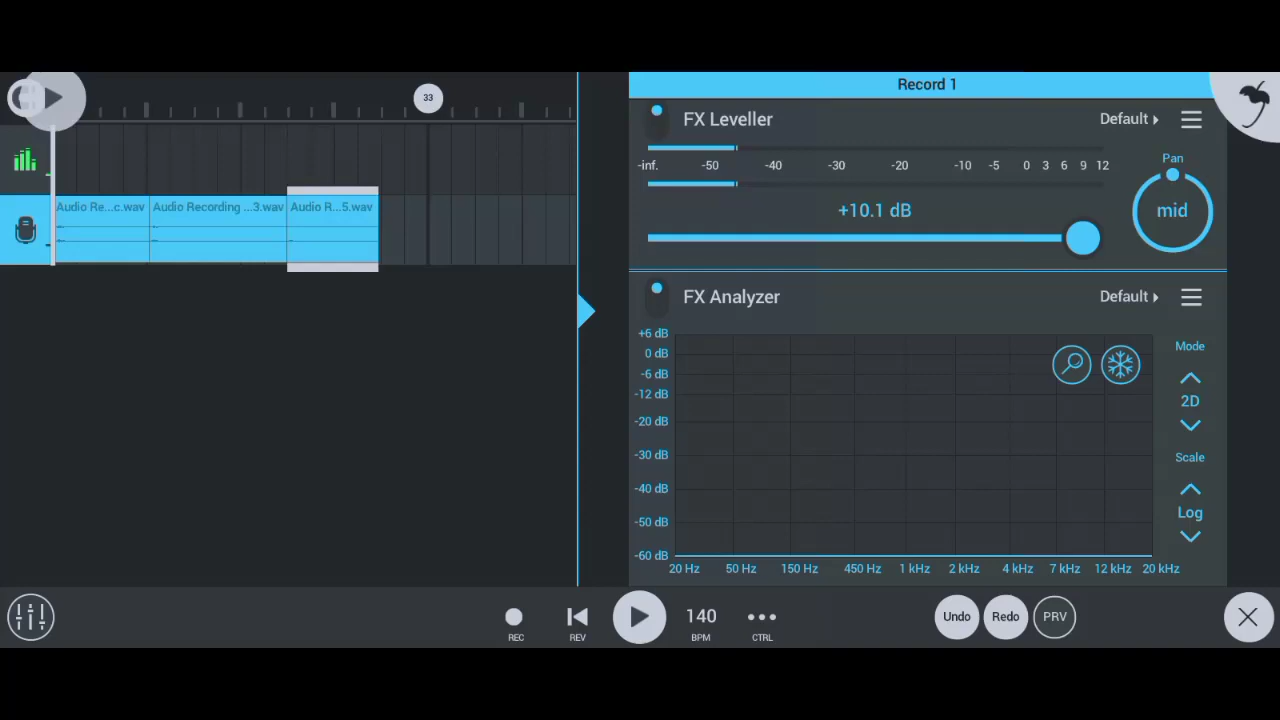 Record 1
33
FX Leveller
Default
-inf. -50 -40 -30 -20 -10 -5 0 3 6 9 12
Pan
+10.1 dB
mid
Audio Re...c.wav Audio Recording ...3.wav Audio R...5.wav
FX Analyzer
Default
+6 dB
0 dB
-6 dB
-12 dB
-20 dB
-30 dB
-40 dB
-50 dB
-60 dB
20 Hz 50 Hz 150 Hz 450 Hz 1 kHz 2 kHz 4 kHz 7 kHz 12 kHz 20 kHz
Mode
2D
Scale
Log
REC
REV
140
BPM
CTRL
Undo
Redo
PRV